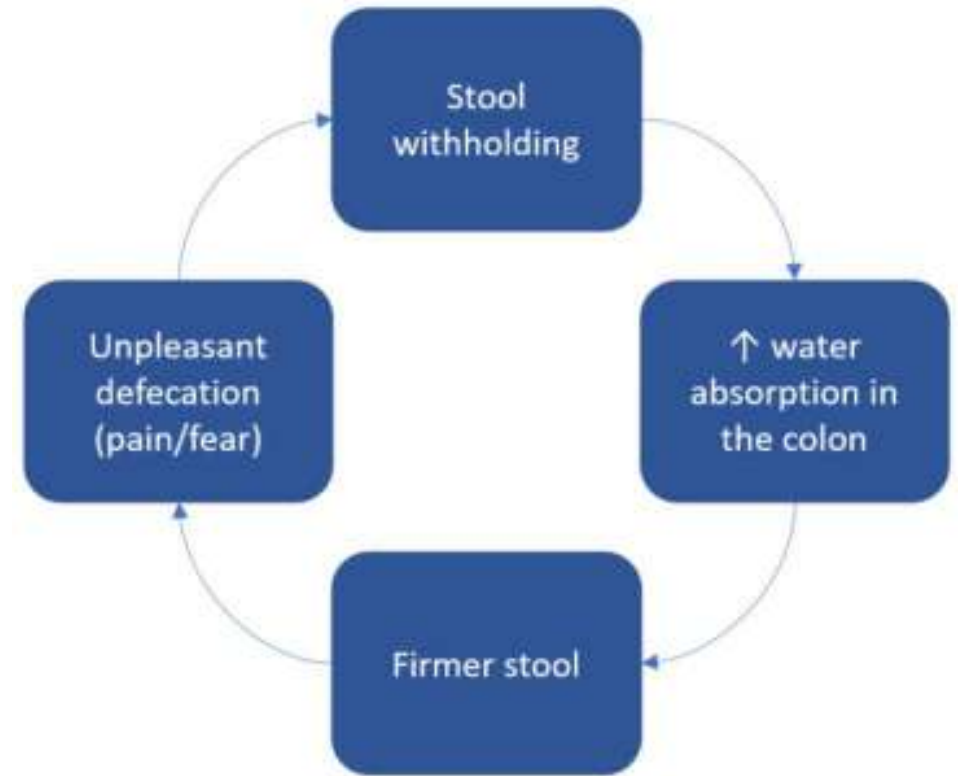 Stool
withholding
↑ water
absorption in
the colon
Firmer stool
Unpleasant
defecation
(pain/fear)